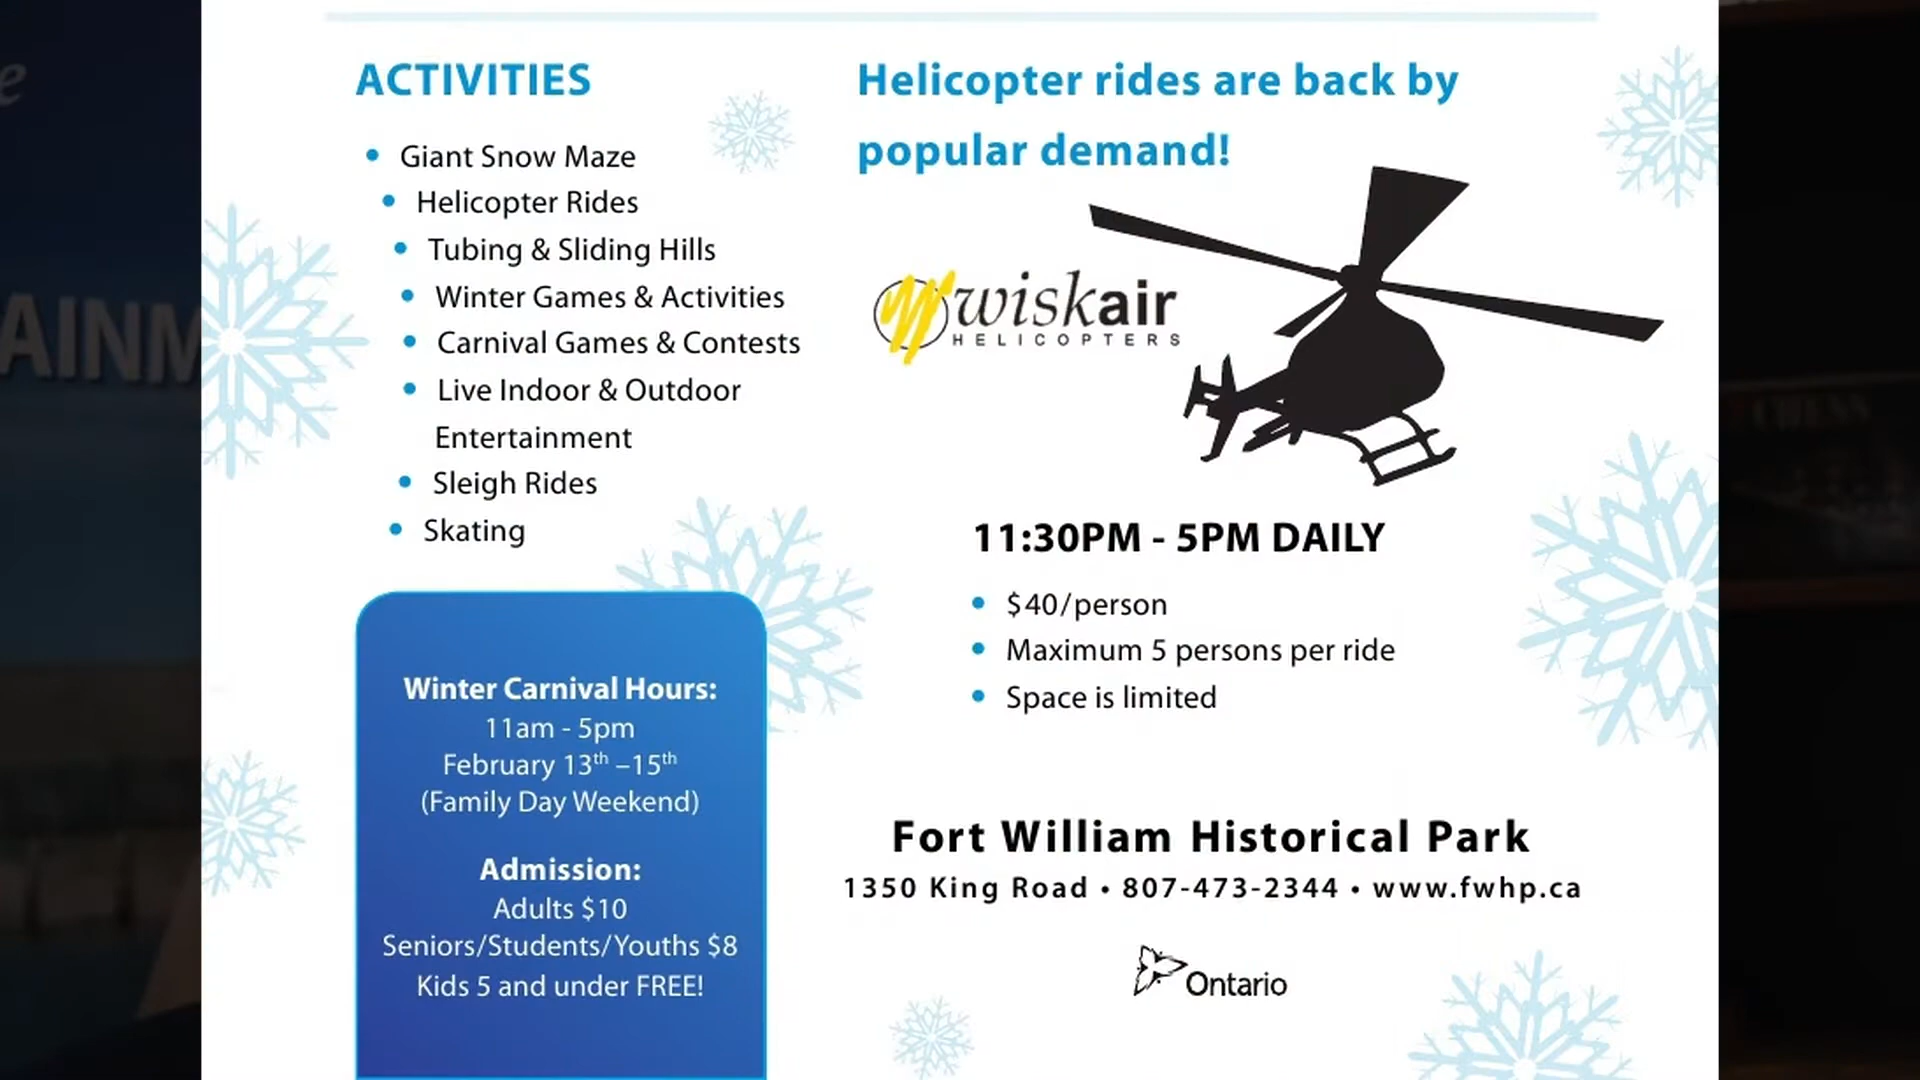 ACTIVITIES
Giant Snow Maze
Helicopter Rides
Tubing & Sliding Hills
Winter Games & Activities
Carnival Games & Contests
Live Indoor & Outdoor
Entertainment
Sleigh Rides
Skating
Winter Carnival Hours:
11am - 5pm
February 13th –15th
(Family Day Weekend)
Admission:
Adults $10
Seniors/Students/Youths $8
Kids 5 and under FREE!
Helicopter rides are back by
popular demand!
wiskair
HELICOPTERS
11:30PM - 5PM DAILY
$40/person
Maximum 5 persons per ride
Space is limited
Fort William Historical Park
1350 King Road • 807-473-2344 • www.fwhp.ca
Ontario